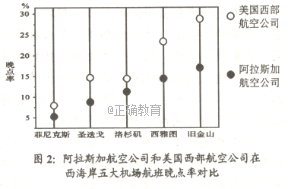 %
30
25
20
15
10
5
0
晚点率
美国西部
航空公司
阿拉斯加
航空公司
@正确教育
菲尼克斯 圣迭戈 洛杉矶 西雅图 旧金山
图2：阿拉斯加航空公司和美国西部航空公司在
西海岸五大机场航班晚点率对比